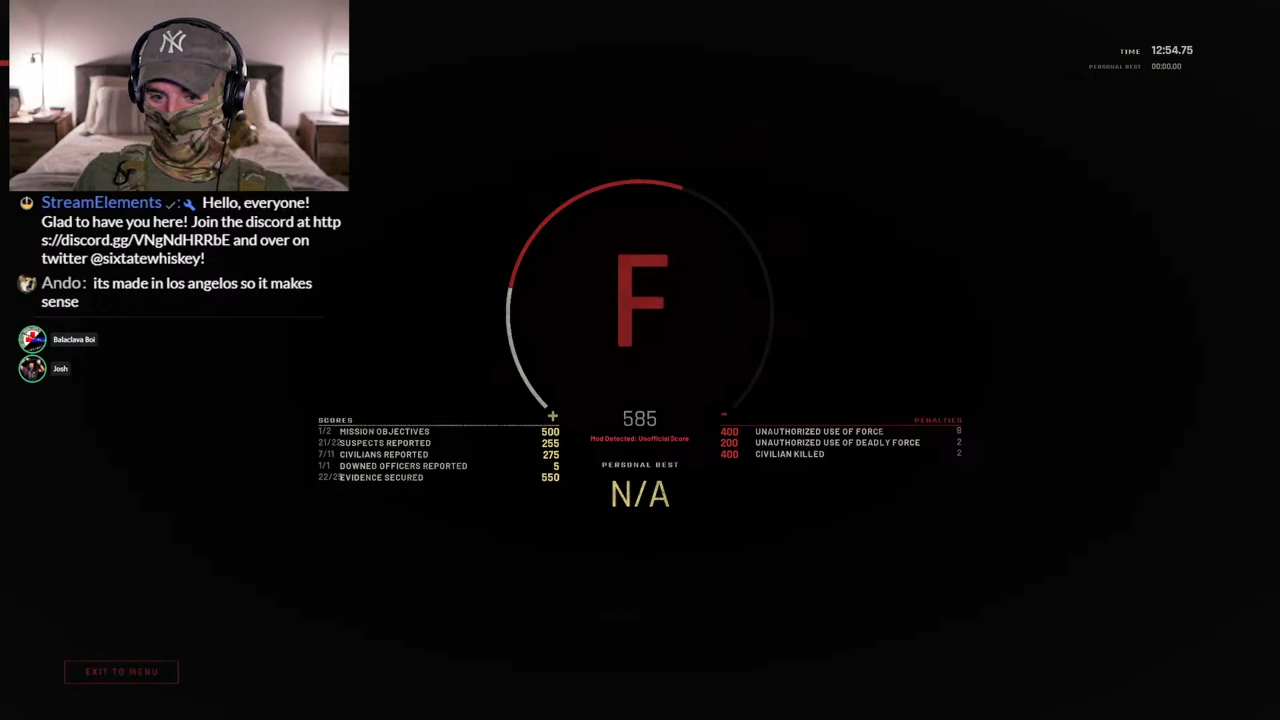 NY
TIME 12:54.75
PERSONAL BEST 00:00.00
StreamElements : Hello, everyone!
Glad to have you here! Join the discord at http
s://discord.gg/VNgNdHRRbE and over on
twitter @sixtatewhiskey!
Ando: its made in los angelos so it makes
sense
Balaclava Boi
Josh
F
585
Mod Detected: Unofficial Score
PERSONAL BEST
N/A
SCORES +
1/2 MISSION OBJECTIVES 500
21/22 SUSPECTS REPORTED 255
7/11 CIVILIANS REPORTED 275
1/1 DOWNED OFFICERS REPORTED 5
EVIDENCE SECURED 550
- PENALTIES
400 UNAUTHORIZED USE OF FORCE 8
200 UNAUTHORIZED USE OF DEADLY FORCE 2
400 CIVILIAN KILLED 2
EXIT TO MENU